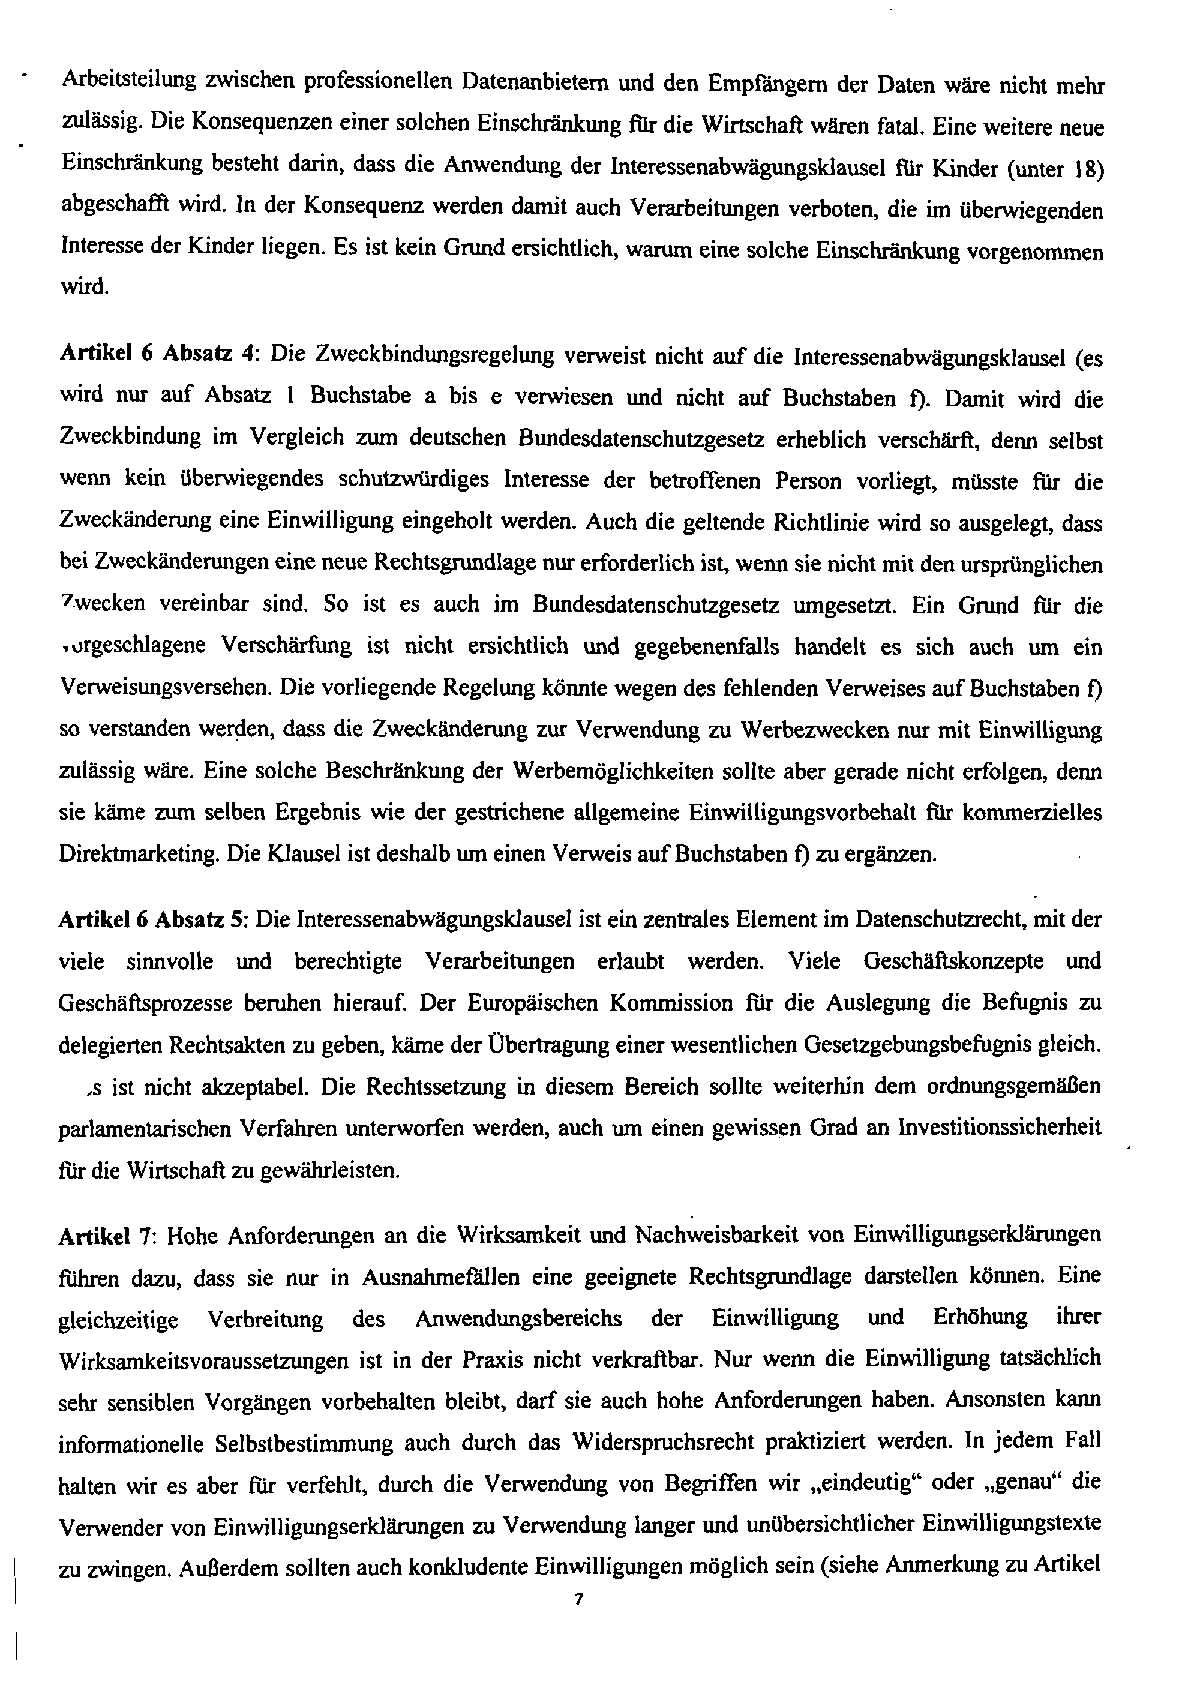 Arbeitsteilung zwischen professionellen Datenanbietern und den Empfängern der Daten wäre nicht mehr
zulässig. Die Konsequenzen einer solchen Einschränkung für die Wirtschaft wären fatal. Eine weitere neue
Einschränkung besteht darin, dass die Anwendung der Interessenabwägungsklausel für Kinder (unter 18)
abgeschafft wird. In der Konsequenz werden damit auch Verarbeitungen verboten, die im überwiegenden
Interesse der Kinder liegen. Es ist kein Grund ersichtlich, warum eine solche Einschränkung vorgenommen
wird.
Artikel 6 Absatz 4: Die Zweckbindungsregelung verweist nicht auf die Interessenabwägungsklausel (es
wird nur auf Absatz 1 Buchstabe a bis e verwiesen und nicht auf Buchstaben f). Damit wird die
Zweckbindung im Vergleich zum deutschen Bundesdatenschutzgesetz erheblich verschärft, denn selbst
wenn kein überwiegendes schutzwürdiges Interesse der betroffenen Person vorliegt, müsste für die
Zweckänderung eine Einwilligung eingeholt werden. Auch die geltende Richtlinie wird so ausgelegt, dass
bei Zweckänderungen eine neue Rechtsgrundlage nur erforderlich ist, wenn sie nicht mit den ursprünglichen
Zwecken vereinbar sind. So ist es auch im Bundesdatenschutzgesetz umgesetzt. Ein Grund für die
vorgeschlagene Verschärfung ist nicht ersichtlich und gegebenenfalls handelt es sich auch um ein
Verweisungsversehen. Die vorliegende Regelung könnte wegen des fehlenden Verweises auf Buchstaben f)
so verstanden werden, dass die Zweckänderung zur Verwendung zu Werbezwecken nur mit Einwilligung
zulässig wäre. Eine solche Beschränkung der Werbemöglichkeiten sollte aber gerade nicht erfolgen, denn
sie käme zum selben Ergebnis wie der gestrichene allgemeine Einwilligungsvorbehalt für kommerzielles
Direktmarketing. Die Klausel ist deshalb um einen Verweis auf Buchstaben f) zu ergänzen.
Artikel 6 Absatz 5: Die Interessenabwägungsklausel ist ein zentrales Element im Datenschutzrecht, mit der
viele sinnvolle und berechtigte Verarbeitungen erlaubt werden. Viele Geschäftskonzepte und
Geschäftsprozesse beruhen hierauf. Der Europäischen Kommission für die Auslegung die Befugnis zu
delegierten Rechtsakten zu geben, käme der Übertragung einer wesentlichen Gesetzgebungsbefugnis gleich.
ist nicht akzeptabel. Die Rechtssetzung in diesem Bereich sollte weiterhin dem ordnungsgemäßen
parlamentarischen Verfahren unterworfen werden, auch um einen gewissen Grad an Investitionssicherheit
für die Wirtschaft zu gewährleisten.
Artikel 7: Hohe Anforderungen an die Wirksamkeit und Nachweisbarkeit von Einwilligungserklärungen
führen dazu, dass sie nur in Ausnahmefällen eine geeignete Rechtsgrundlage darstellen können. Eine
gleichzeitige Verbreitung des Anwendungsbereichs der Einwilligung und Erhöhung ihrer
Wirksamkeitsvoraussetzungen ist in der Praxis nicht verkraftbar. Nur wenn die Einwilligung tatsächlich
sehr sensiblen Vorgängen vorbehalten bleibt, darf sie auch hohe Anforderungen haben. Ansonsten kann
informationelle Selbstbestimmung auch durch das Widerspruchsrecht praktiziert werden. In jedem Fall
halten wir es aber für verfehlt, durch die Verwendung von Begriffen wir „eindeutig“ oder „genau“ die
Verwender von Einwilligungserklärungen zu Verwendung langer und unübersichtlicher Einwilligungstexte
zu zwingen. Außerdem sollten auch konkludente Einwilligungen möglich sein (siehe Anmerkung zu Artikel
7